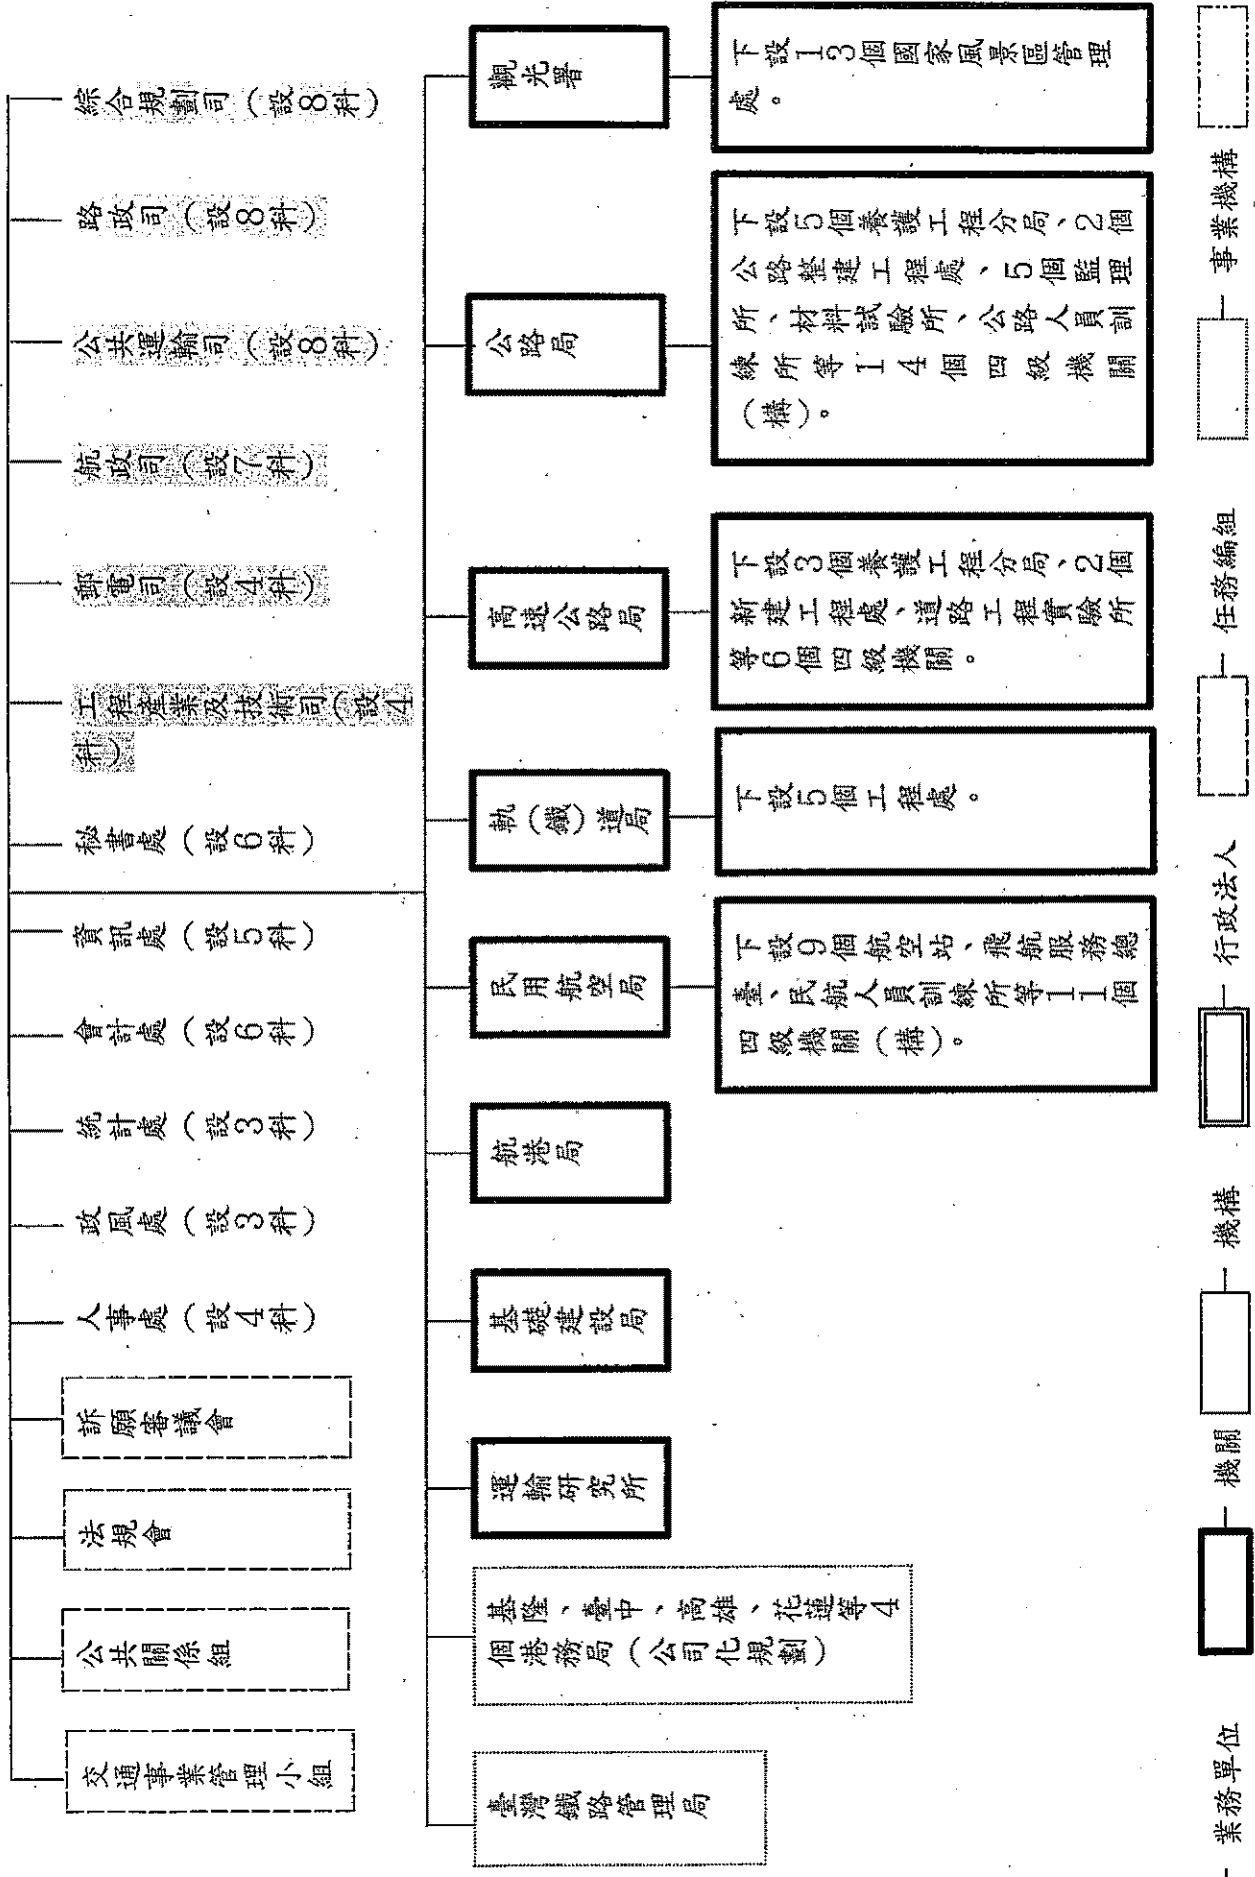 綜合規劃司（設8科）
路政司（設8科）
公共運輸司（設8科）
航政司（設7科）
郵電司（設4科）
工程產業及技術司（設4
科）
秘書處（設6科）
資訊處（設5科）
會計處（設6科）
統計處（設3科）
政風處（設3科）
人事處（設4科）
訴願審議會
法規會
公共關係組
交通事業管理小組
觀光署
下設13個國家風景區管理
處。
公路局
下設5個養護工程分局、2個
公路整建工程處、5個監理
所、材料試驗所、公路人員訓
練所等14個四級機關
（構）。
高速公路局
下設3個養護工程分局、2個
新建工程處、道路工程實驗所
等6個四級機關。
軌（鐵）道局
下設5個工程處。
民用航空局
下設9個航空站、飛航服務總
臺、民航人員訓練所等11個
四級機關（構）。
航港局
基礎建設局
運輸研究所
基隆、臺中、高雄、花蓮等4
個港務局（公司化規劃）
臺灣鐵路管理局
業務單位
機關
機構
行政法人
任務編組
事業機構